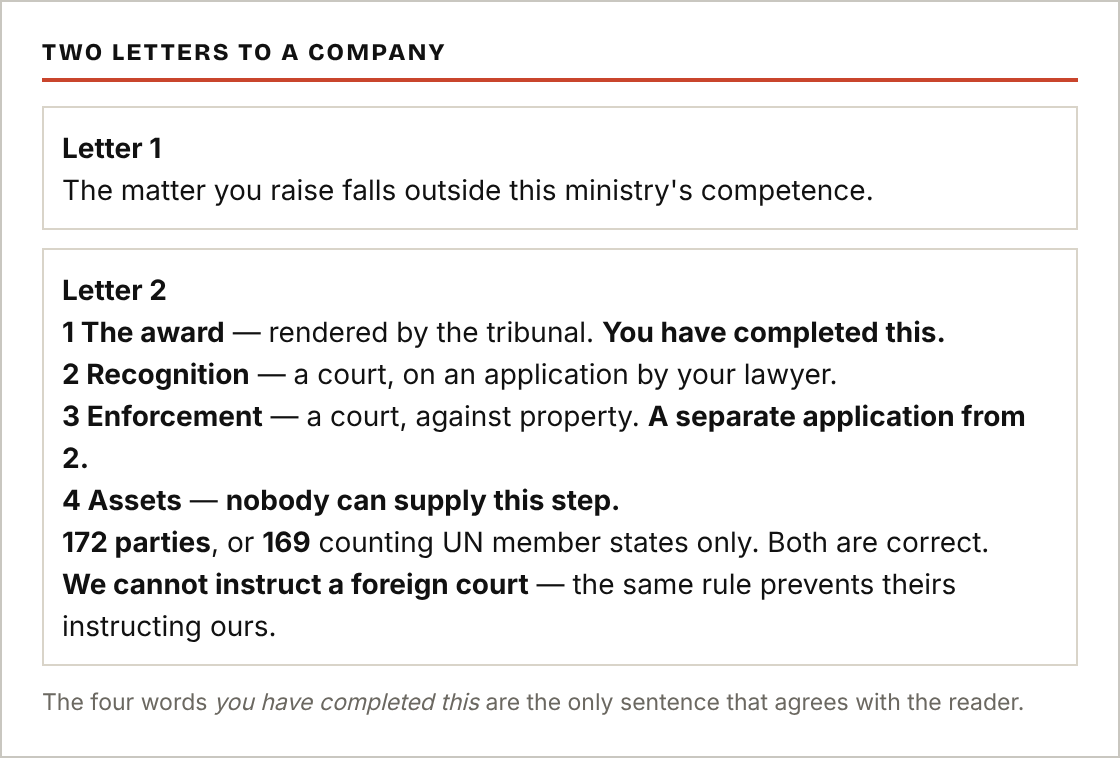 TWO LETTERS TO A COMPANY
Letter 1
The matter you raise falls outside this ministry's competence.
Letter 2
1 The award — rendered by the tribunal. You have completed this.
2 Recognition — a court, on an application by your lawyer.
3 Enforcement — a court, against property. A separate application from
2.
4 Assets — nobody can supply this step.
172 parties, or 169 counting UN member states only. Both are correct.
We cannot instruct a foreign court — the same rule prevents theirs
instructing ours.
The four words you have completed this are the only sentence that agrees with the reader.